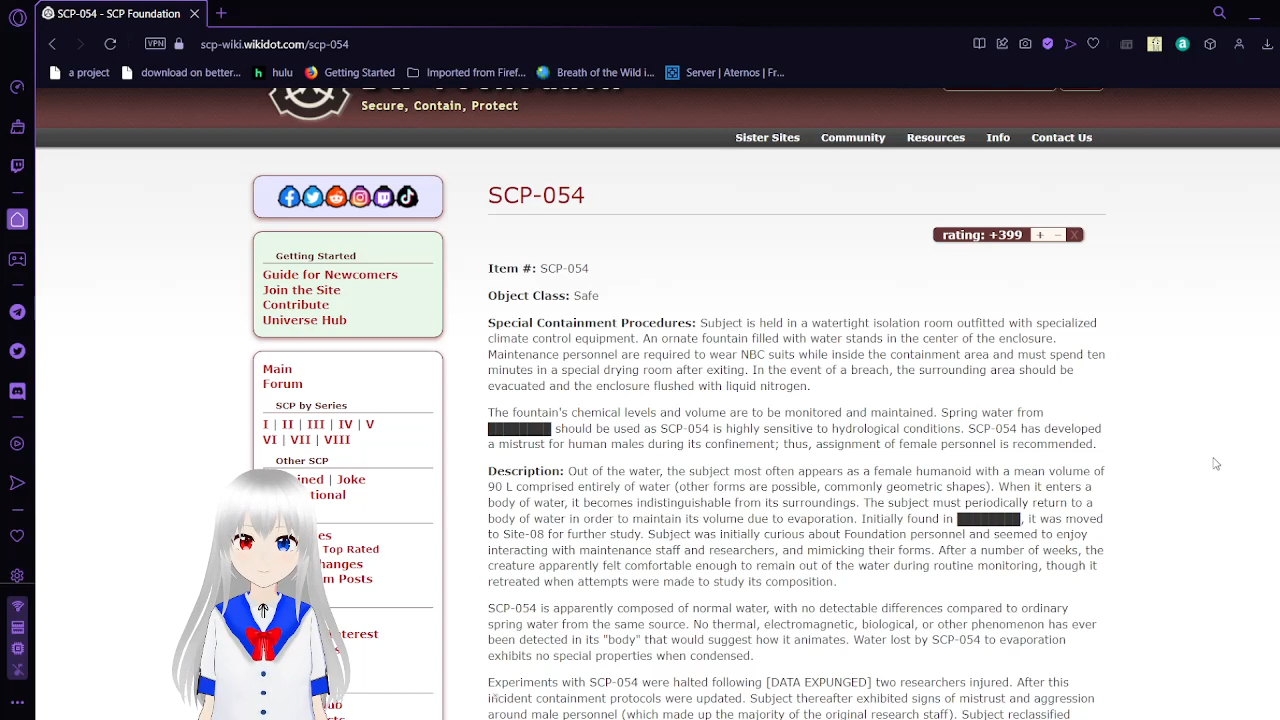 SCP-054 - SCP Foundation
VPN
scp-wiki.wikidot.com/scp-054
a project
download on better...
hulu
Getting Started
Imported from Firef...
Breath of the Wild i...
Server | Aternos | Fr...
Secure, Contain, Protect
Sister Sites
Community
Resources
Info
Contact Us
Getting Started
Guide for Newcomers
Join the Site
Contribute
Universe Hub
Main
Forum
SCP by Series
I | II | III | IV | V
VI | VII | VIII
Other SCP
ined | Joke
tional
es
Top Rated
hanges
m Posts
terest
s
ub
SCP-054
rating: +399 + − X
Item #: SCP-054
Object Class: Safe
Special Containment Procedures: Subject is held in a watertight isolation room outfitted with specialized
climate control equipment. An ornate fountain filled with water stands in the center of the enclosure.
Maintenance personnel are required to wear NBC suits while inside the containment area and must spend ten
minutes in a special drying room after exiting. In the event of a breach, the surrounding area should be
evacuated and the enclosure flushed with liquid nitrogen.
The fountain's chemical levels and volume are to be monitored and maintained. Spring water from
████████ should be used as SCP-054 is highly sensitive to hydrological conditions. SCP-054 has developed
a mistrust for human males during its confinement; thus, assignment of female personnel is recommended.
Description: Out of the water, the subject most often appears as a female humanoid with a mean volume of
90 L comprised entirely of water (other forms are possible, commonly geometric shapes). When it enters a
body of water, it becomes indistinguishable from its surroundings. The subject must periodically return to a
body of water in order to maintain its volume due to evaporation. Initially found in ████████, it was moved
to Site-08 for further study. Subject was initially curious about Foundation personnel and seemed to enjoy
interacting with maintenance staff and researchers, and mimicking their forms. After a number of weeks, the
creature apparently felt comfortable enough to remain out of the water during routine monitoring, though it
retreated when attempts were made to study its composition.
SCP-054 is apparently composed of normal water, with no detectable differences compared to ordinary
spring water from the same source. No thermal, electromagnetic, biological, or other phenomenon has ever
been detected in its "body" that would suggest how it animates. Water lost by SCP-054 to evaporation
exhibits no special properties when condensed.
Experiments with SCP-054 were halted following [DATA EXPUNGED] two researchers injured. After this
incident containment protocols were updated. Subject thereafter exhibited signs of mistrust and aggression
around male personnel (which made up the majority of the original research staff). Subject reclassified